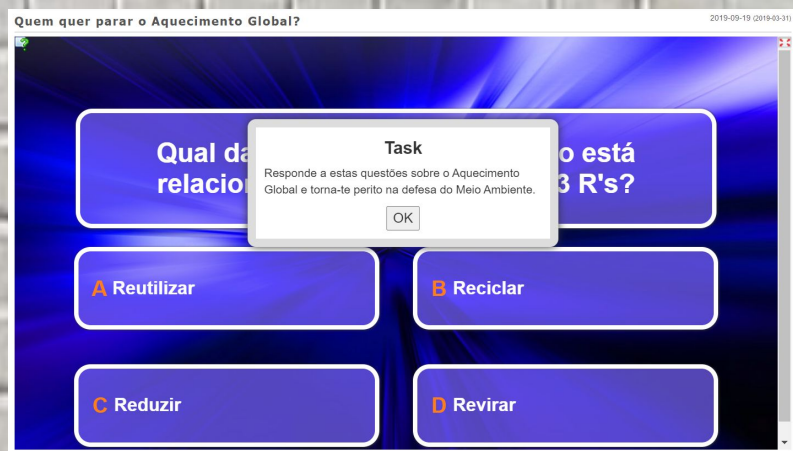 Quem quer parar o Aquecimento Global?
2019-09-19 (2019-03-31)
Qual da
o está
relacio
3 R's?
Task
Responde a estas questões sobre o Aquecimento
Global e torna-te perito na defesa do Meio Ambiente.
OK
A Reutilizar
B Reciclar
C Reduzir
D Revirar